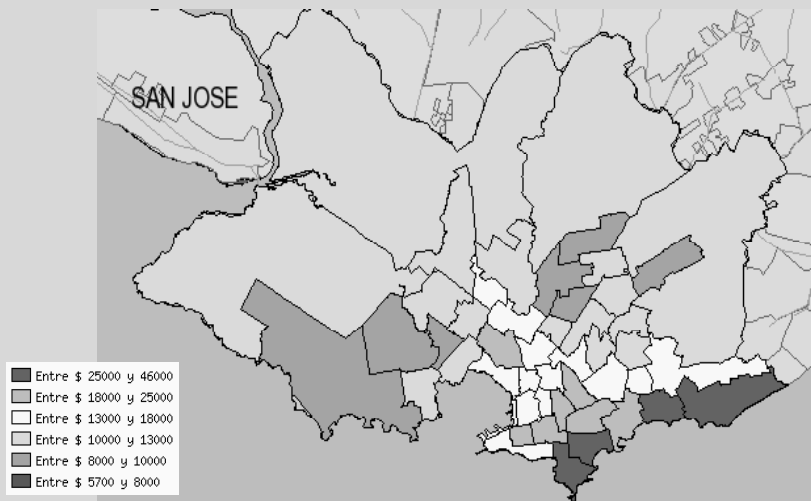 SAN JOSE
Entre $ 25000 y 46000
Entre $ 18000 y 25000
Entre $ 13000 y 18000
Entre $ 10000 y 13000
Entre $ 8000 y 10000
Entre $ 5700 y 8000